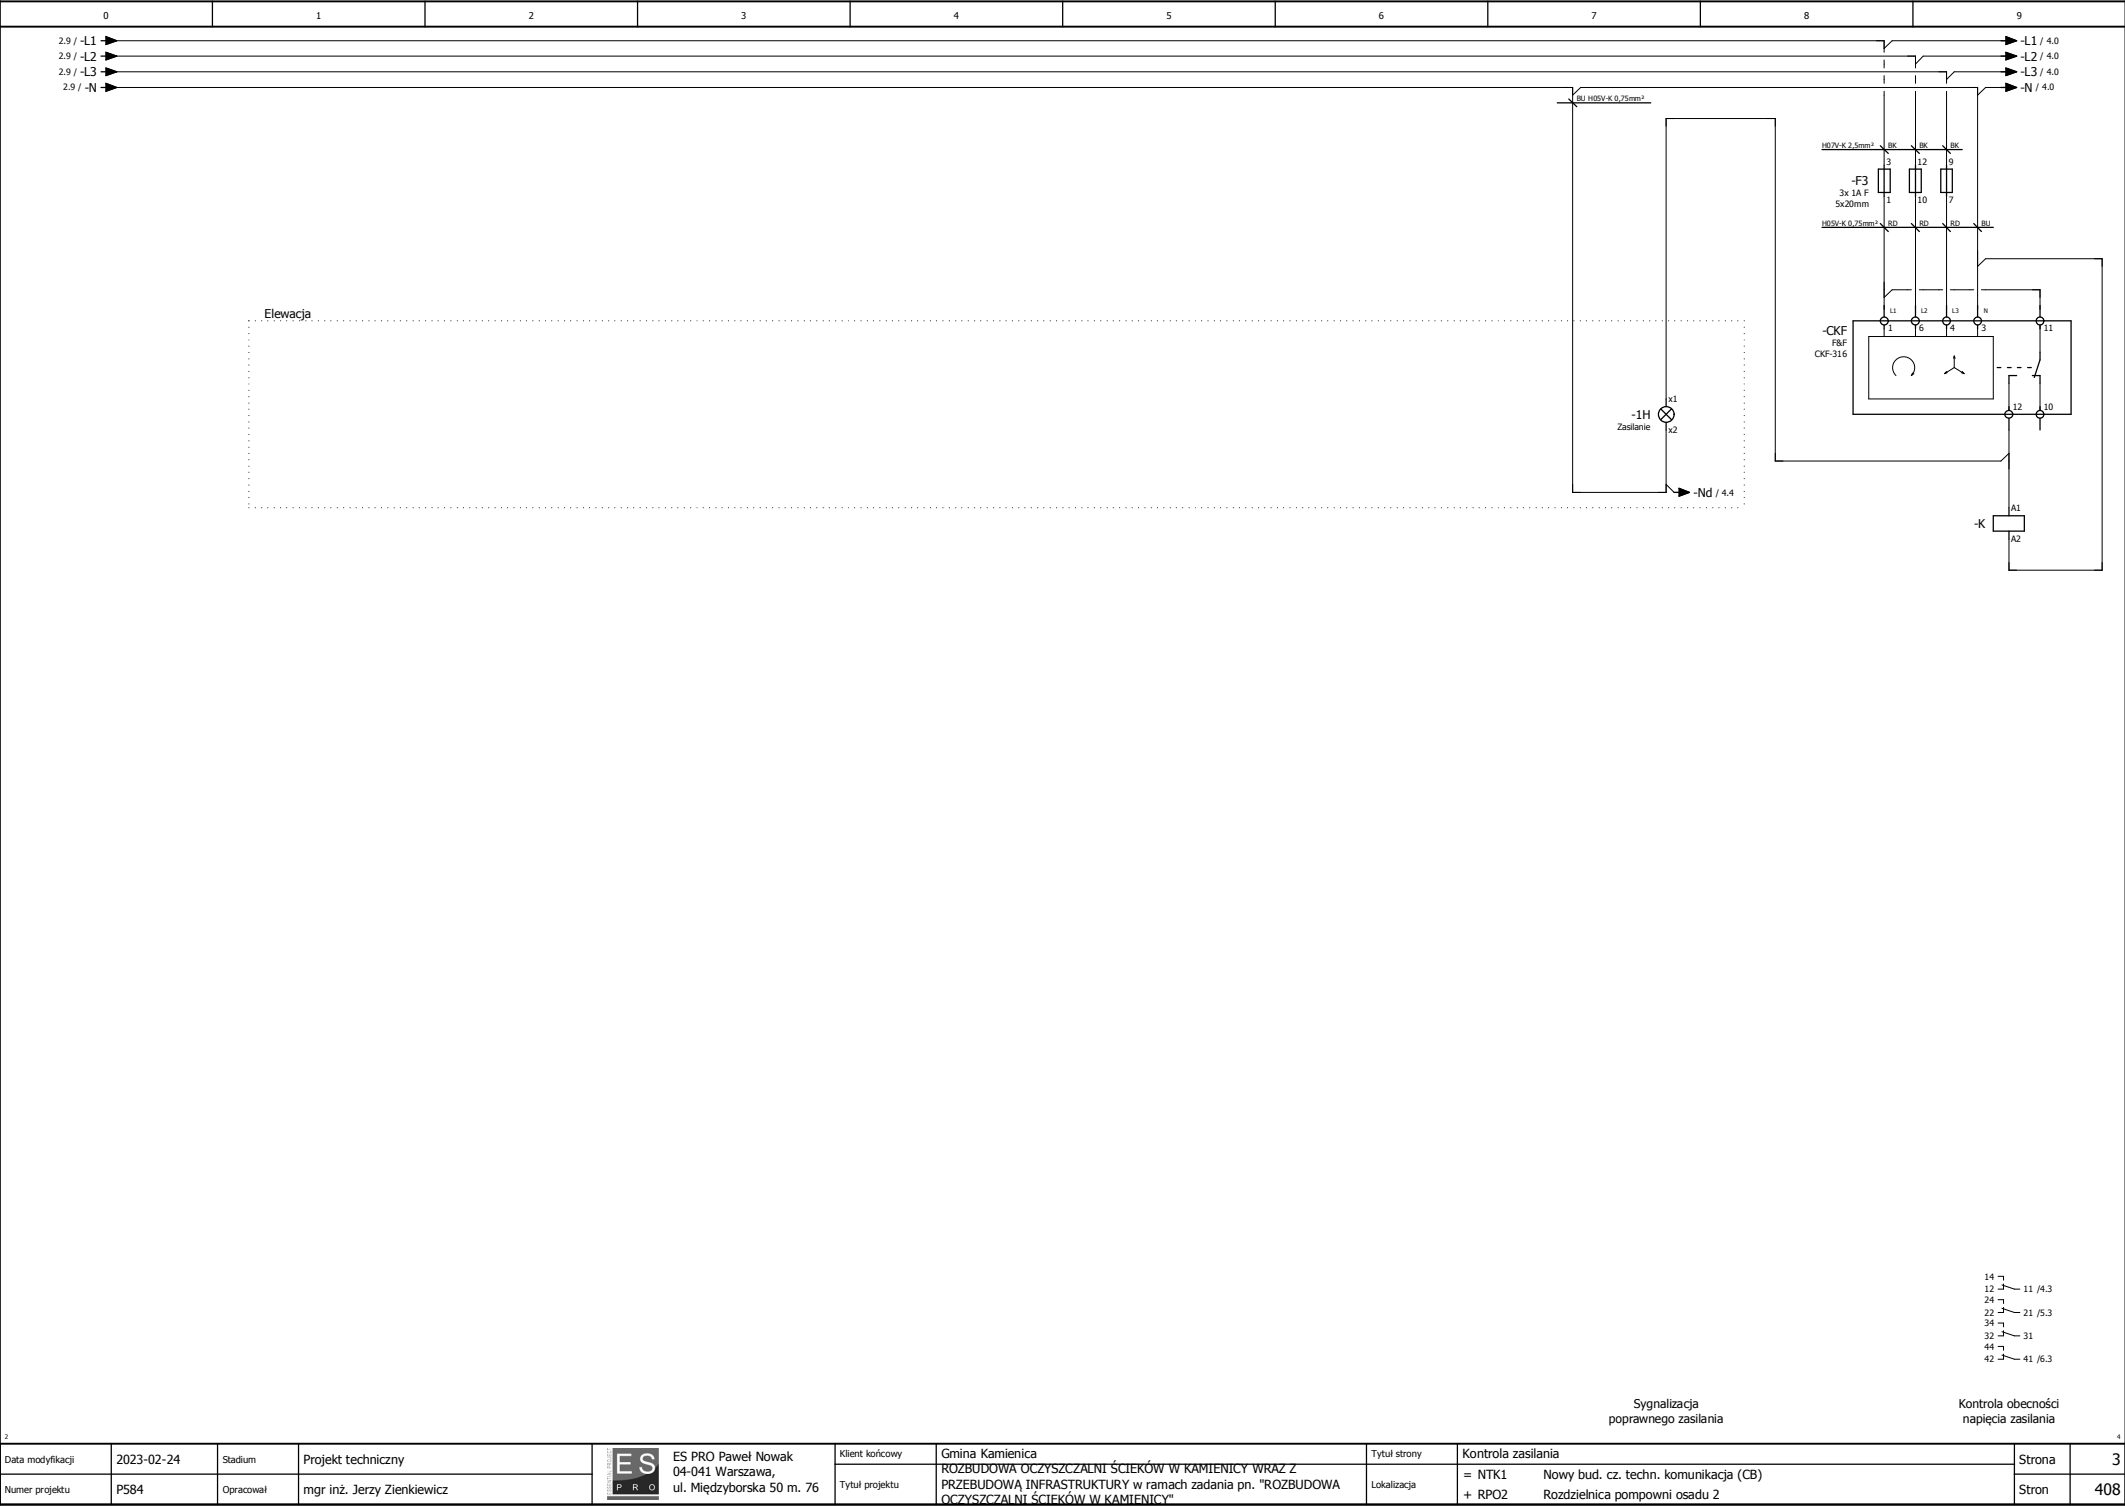 0 1 2 3 4 5 6 7 8 9
2.9 / -L1
2.9 / -L2
2.9 / -L3
2.9 / -N
-L1 / 4.0
-L2 / 4.0
-L3 / 4.0
-N / 4.0
BU H05V-K 0,75mm²
H07V-K 2,5mm² BK BK BK
3 12 9
-F3
3x 1A F
5x20mm
1 10 7
H05V-K 0,75mm² RD RD RD BU
Elewacja
L1 L2 L3 N
1 6 4 3 11
-CKF
F&F
CKF-316
12 10
x1
-1H
Zasilanie
x2
-Nd / 4.4
A1
-K
A2
14
12 11 /4.3
24
22 21 /5.3
34
32 31
44
42 41 /6.3
Sygnalizacja
poprawnego zasilania
Kontrola obecności
napięcia zasilania
2
4
Data modyfikacji 2023-02-24 Stadium Projekt techniczny
Numer projektu P584 Opracował mgr inż. Jerzy Zienkiewicz
ES
PRO
ES PRO Paweł Nowak
04-041 Warszawa,
ul. Międzyborska 50 m. 76
Klient końcowy Gmina Kamienica
Tytuł projektu
ROZBUDOWA OCZYSZCZALNI ŚCIEKÓW W KAMIENICY WRAZ Z
PRZEBUDOWĄ INFRASTRUKTURY w ramach zadania pn. "ROZBUDOWA
OCZYSZCZALNI ŚCIEKÓW W KAMIENICY"
Tytuł strony Kontrola zasilania
Lokalizacja
= NTK1 Nowy bud. cz. techn. komunikacja (CB)
+ RPO2 Rozdzielnica pompowni osadu 2
Strona 3
Stron 408